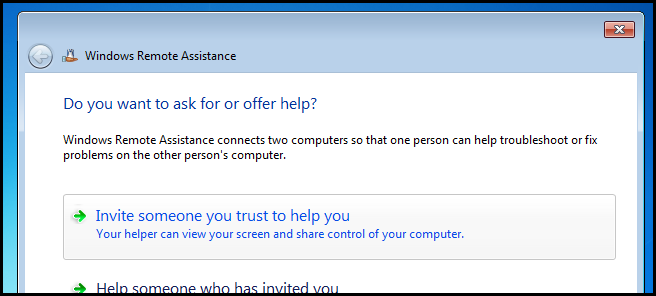 Windows Remote Assistance
Do you want to ask for or offer help?
Windows Remote Assistance connects two computers so that one person can help troubleshoot or fix
problems on the other person's computer.
Invite someone you trust to help you
Your helper can view your screen and share control of your computer.
Help someone who has invited you